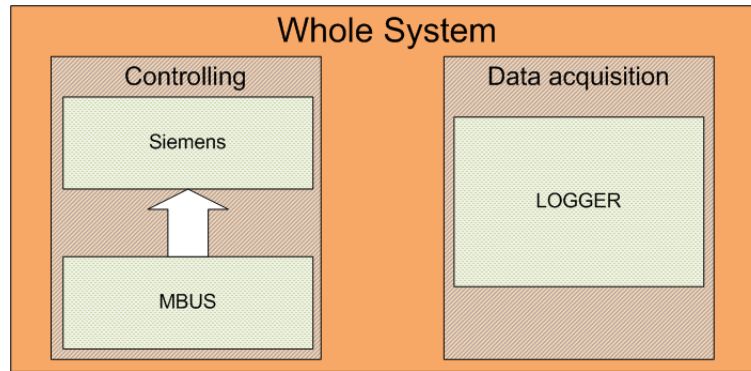 Whole System
Controlling
Siemens
MBUS
Data acquisition
LOGGER